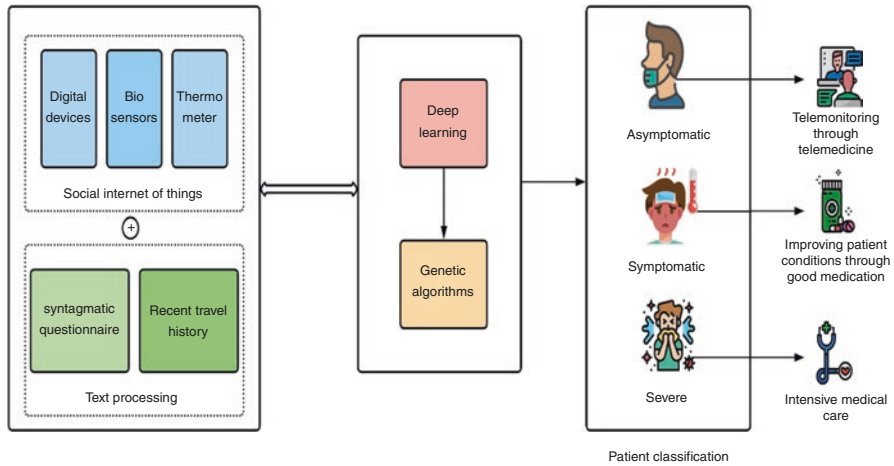 Digital
devices
Bio
sensors
Thermo
meter
Social internet of things
+
syntagmatic
questionnaire
Recent travel
history
Text processing
Deep
learning
Genetic
algorithms
Asymptomatic
Symptomatic
Severe
Patient classification
Telemonitoring
through
telemedicine
Improving patient
conditions through
good medication
Intensive medical
care